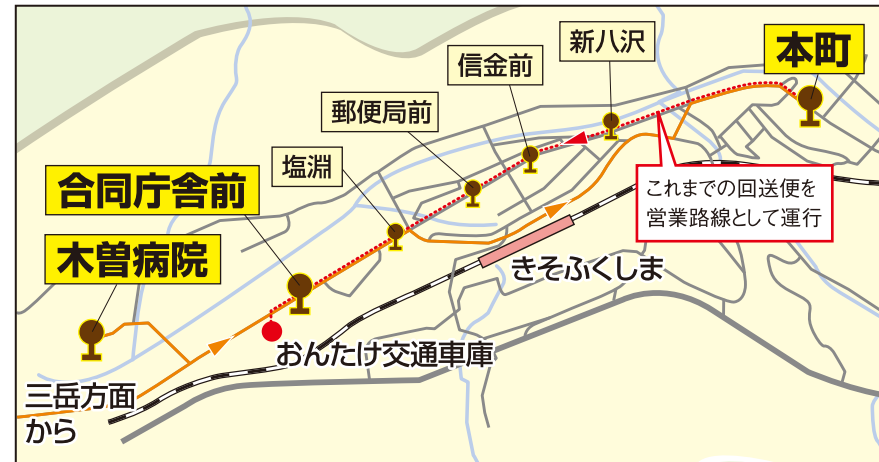 本町
新八沢
信金前
郵便局前
塩淵
合同庁舎前
木曽病院
これまでの回送便を
営業路線として運行
きそふくしま
おんたけ交通車庫
三岳方面
から